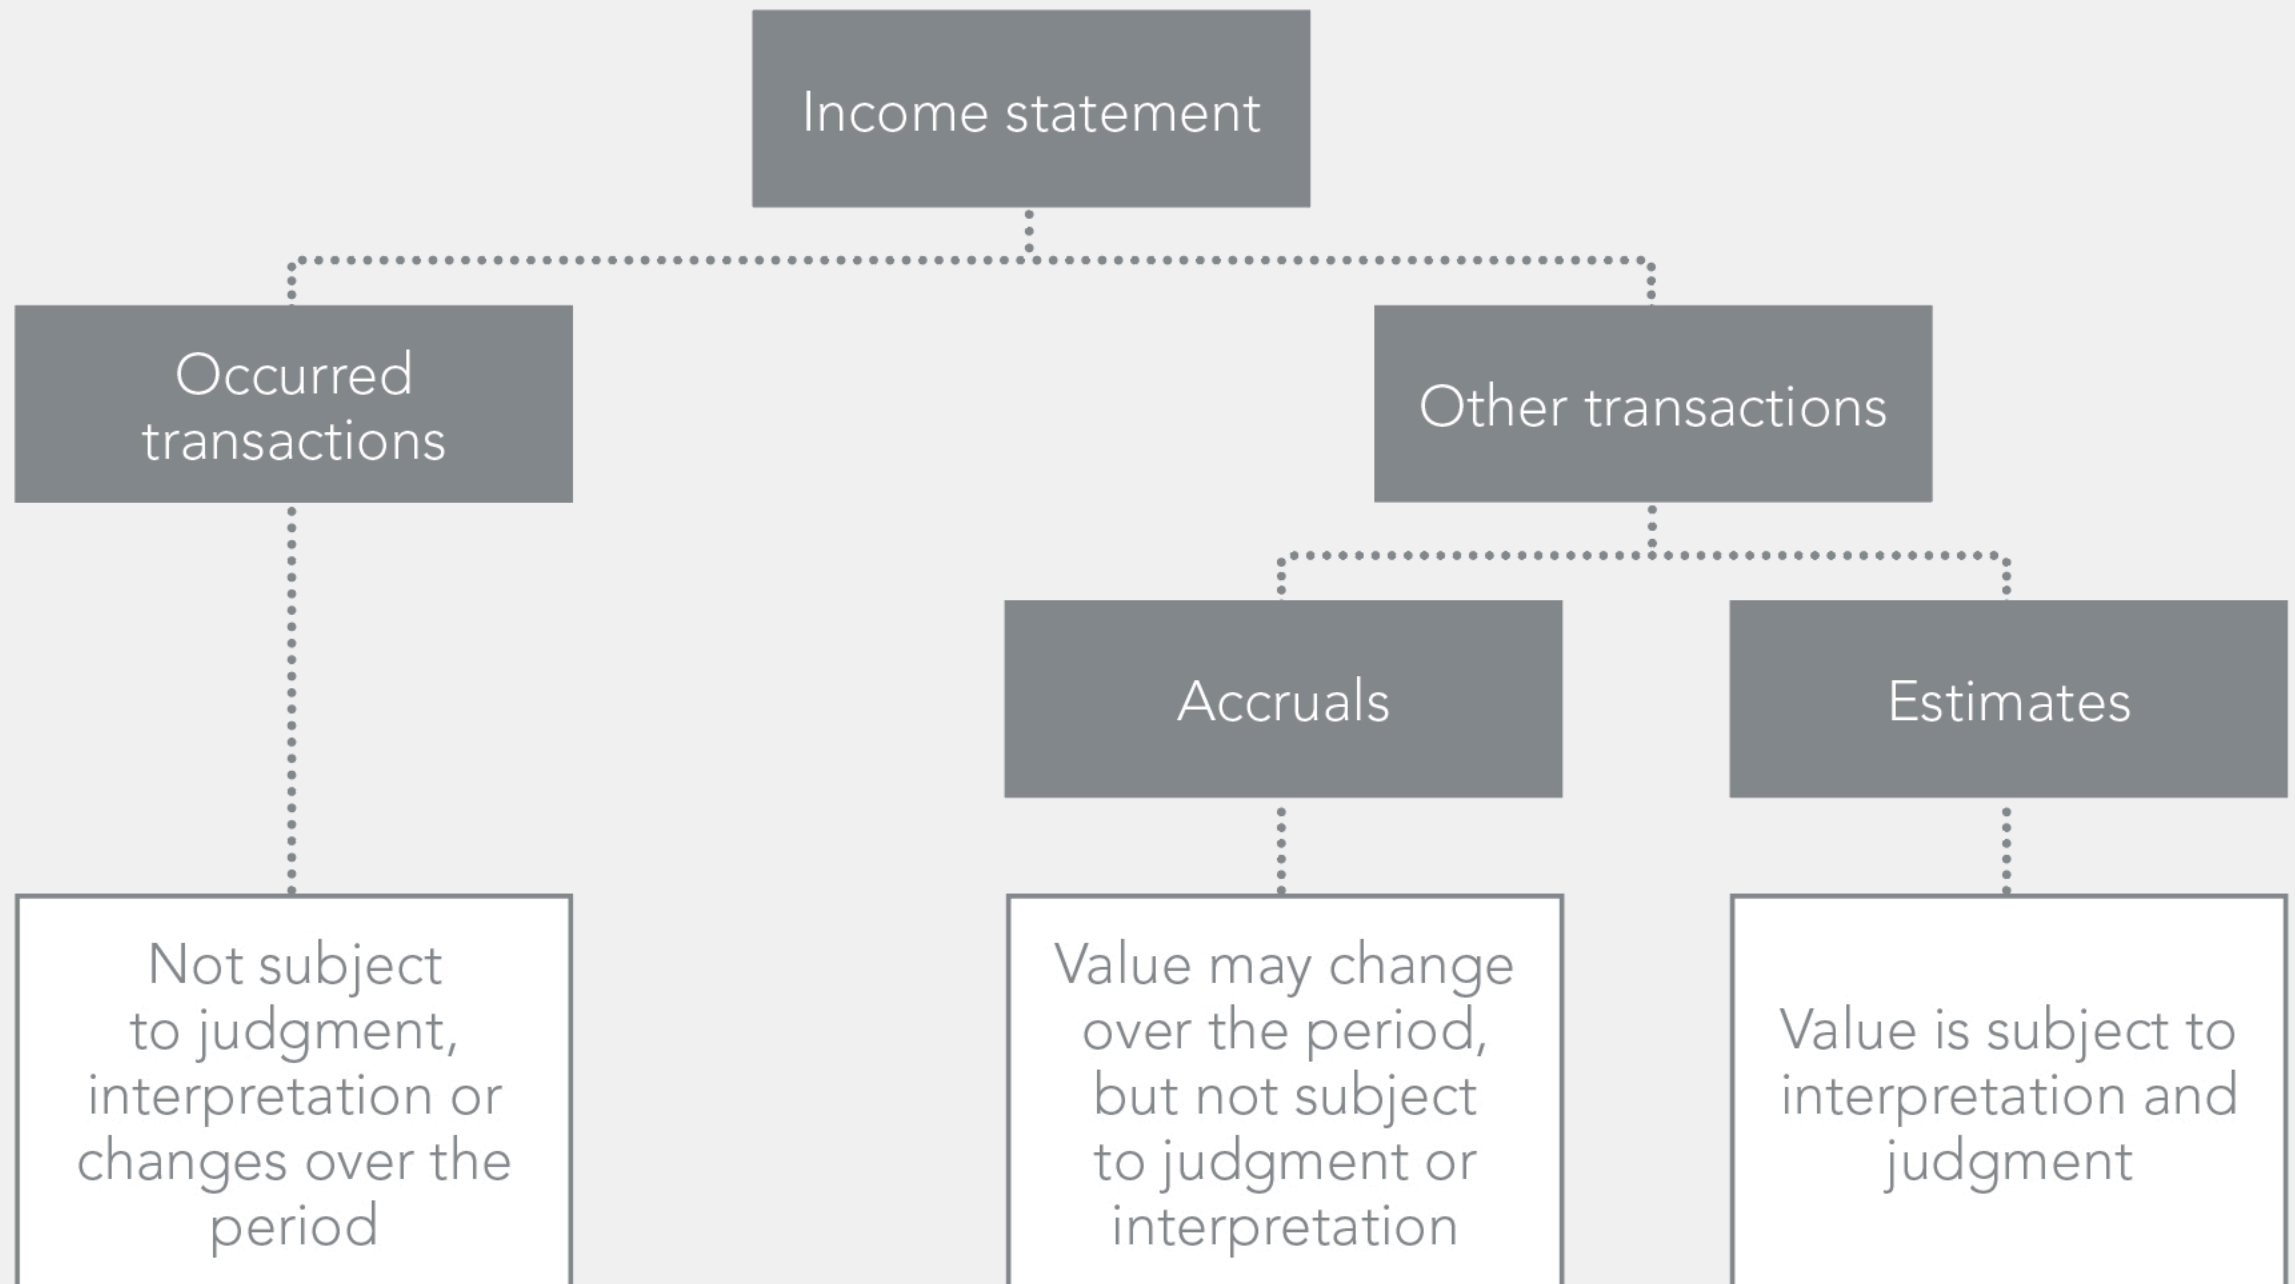 Income statement
Occurred
transactions
Other transactions
Accruals
Estimates
Not subject
to judgment,
interpretation or
changes over the
period
Value may change
over the period,
but not subject
to judgment or
interpretation
Value is subject to
interpretation and
judgment